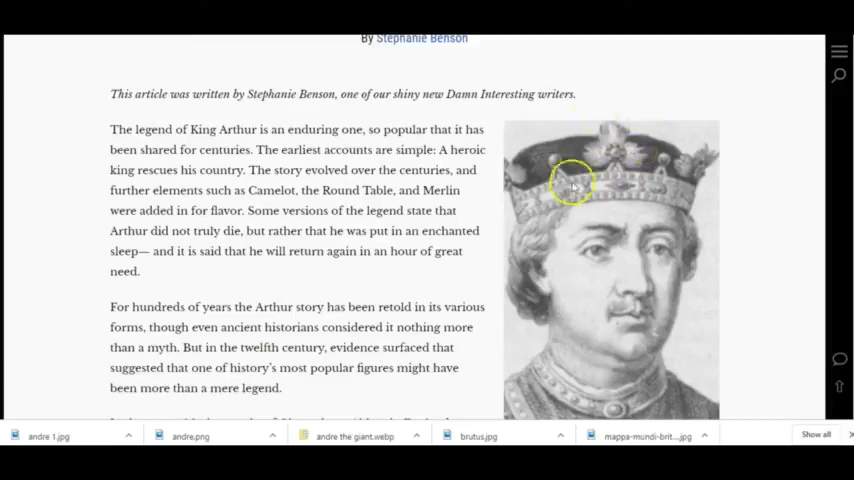 By Stephanie Benson
This article was written by Stephanie Benson, one of our shiny new Damn Interesting writers.
The legend of King Arthur is an enduring one, so popular that it has
been shared for centuries. The earliest accounts are simple: A heroic
king rescues his country. The story evolved over the centuries, and
further elements such as Camelot, the Round Table, and Merlin
were added in for flavor. Some versions of the legend state that
Arthur did not truly die, but rather that he was put in an enchanted
sleep— and it is said that he will return again in an hour of great
need.
For hundreds of years the Arthur story has been retold in its various
forms, though even ancient historians considered it nothing more
than a myth. But in the twelfth century, evidence surfaced that
suggested that one of history's most popular figures might have
been more than a mere legend.
andre 1.jpg
andre.png
andre the giant.webp
brutus.jpg
mappa-mundi-brit....jpg
Show all